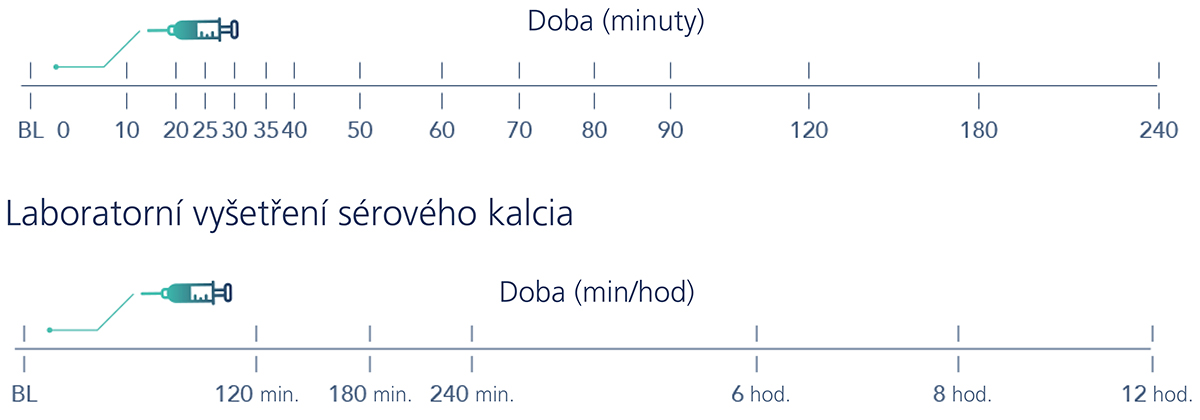 Doba (minuty)
BL 0 10 20 25 30 35 40 50 60 70 80 90 120 180 240
Laboratorní vyšetření sérového kalcia
Doba (min/hod)
BL 120 min. 180 min. 240 min. 6 hod. 8 hod. 12 hod.